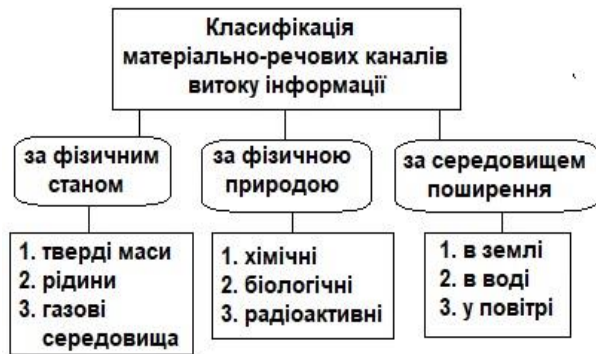 Класифікація
матеріально-речових каналів
витоку інформації
за фізичним
станом
за фізичною
природою
за середовищем
поширення
1. тверді маси
2. рідини
3. газові
середовища
1. хімічні
2. біологічні
3. радіоактивні
1. в землі
2. в воді
3. у повітрі